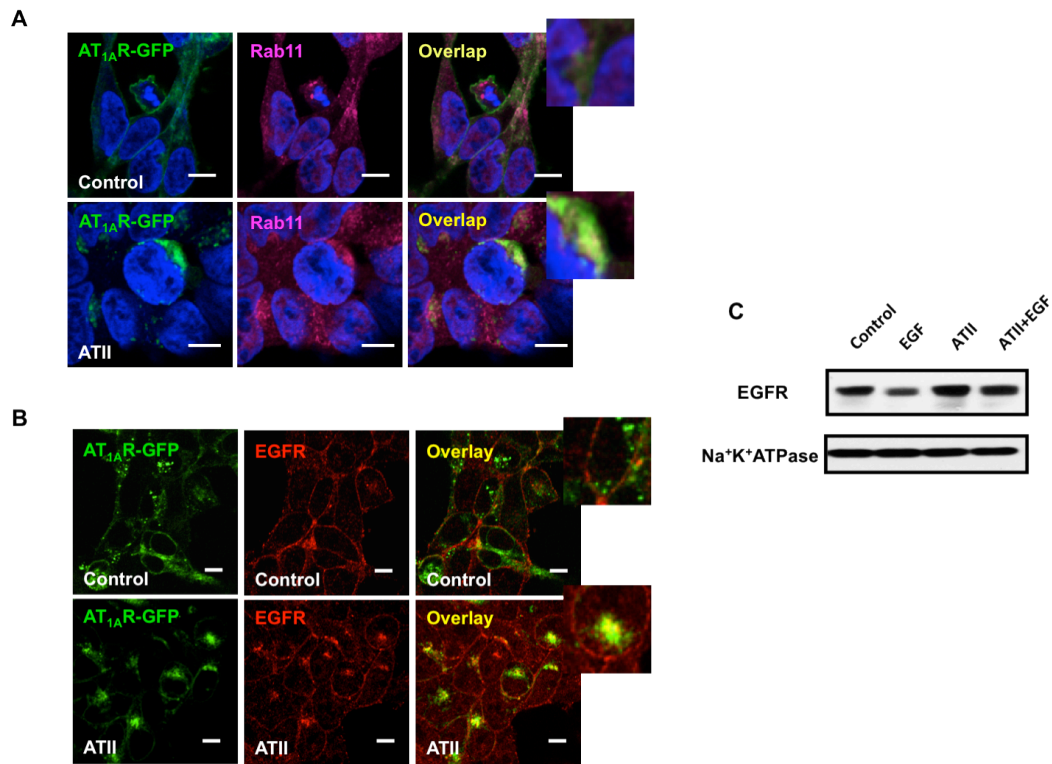 A
AT1AR-GFP Rab11 Overlap
Control
AT1AR-GFP Rab11 Overlap
ATII
B
AT1AR-GFP EGFR Overlay
Control Control Control
AT1AR-GFP EGFR Overlay
ATII ATII ATII
C
Control EGF ATII ATII+EGF
EGFR
Na+K+ATPase